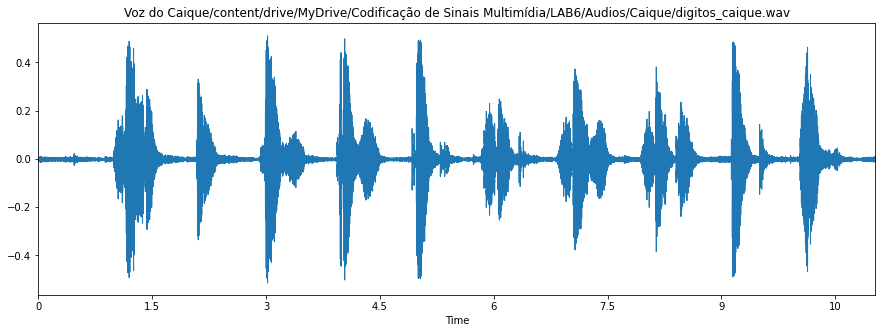 Voz do Caique/content/drive/MyDrive/Codificação de Sinais Multimídia/LAB6/Audios/Caique/digitos_caique.wav
0.4
0.2
0.0
−0.2
−0.4
0 1.5 3 4.5 6 7.5 9 10
Time